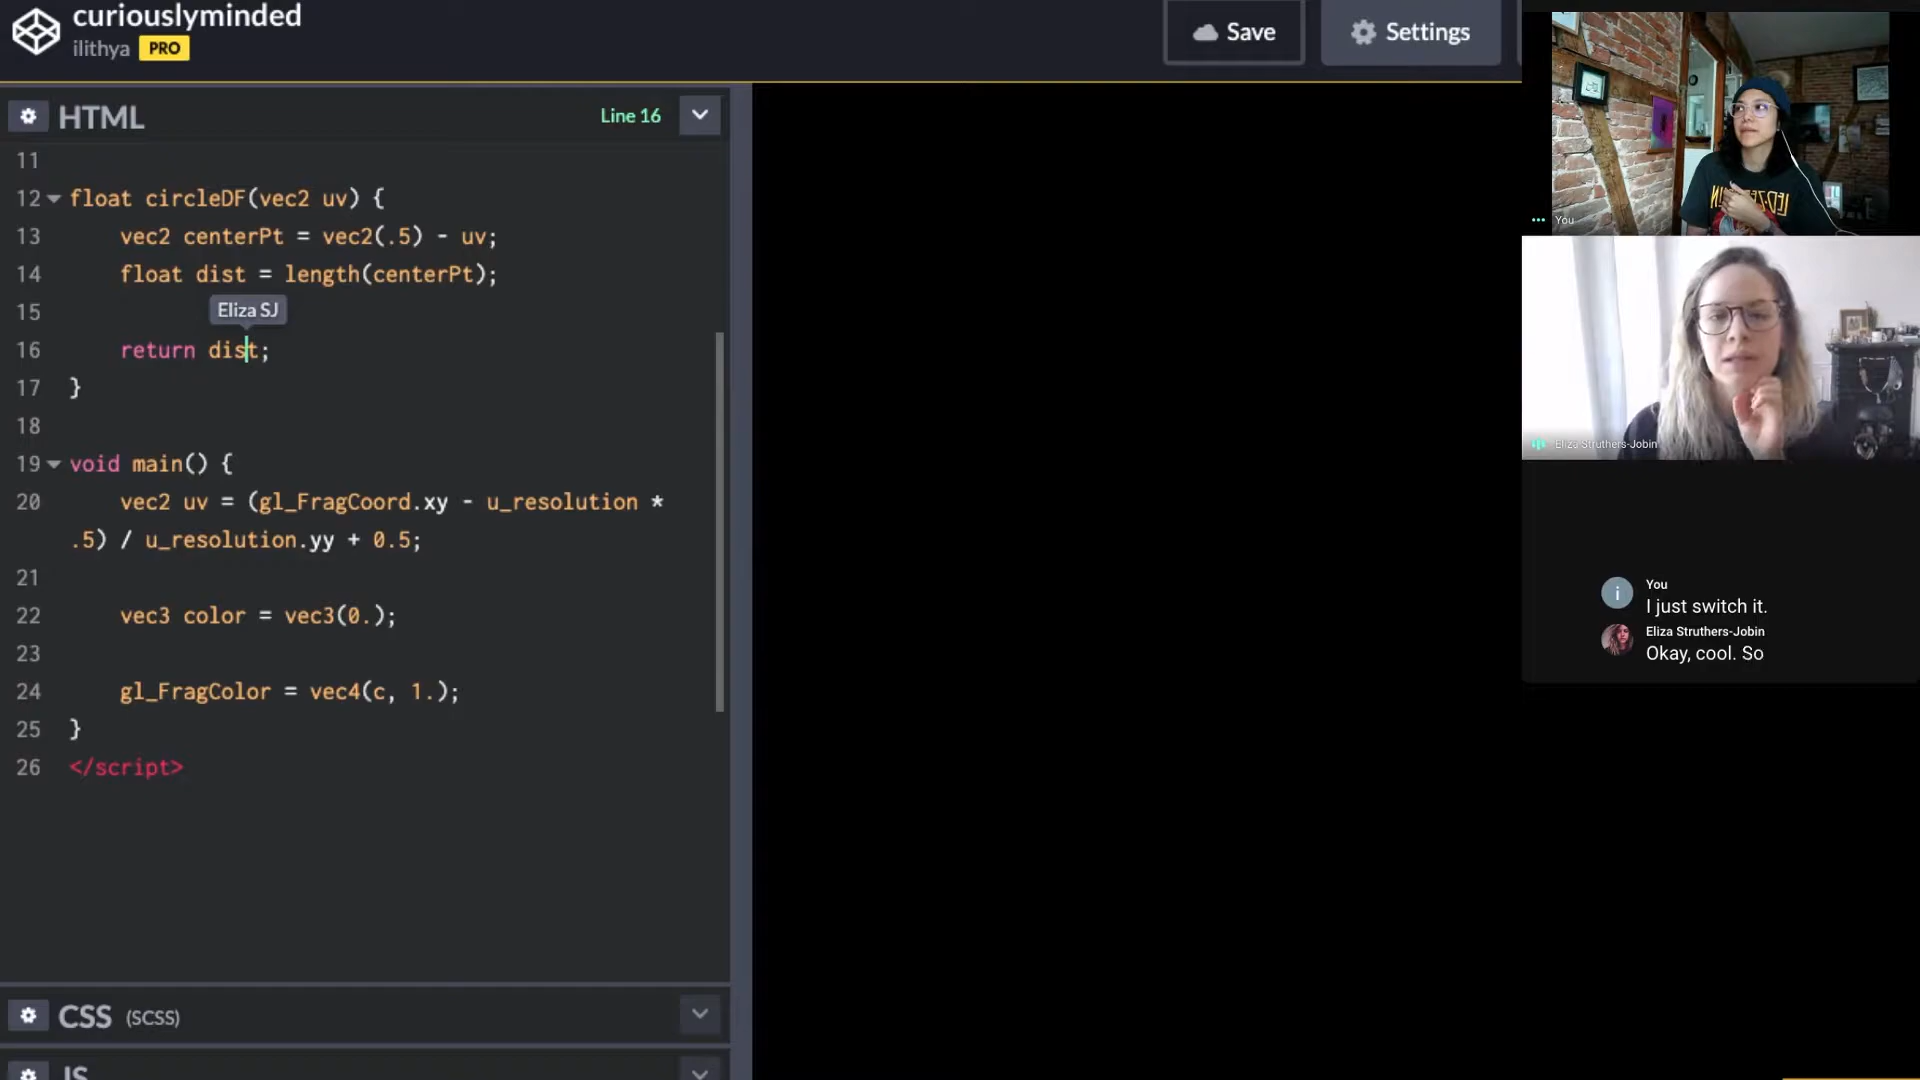 curiouslyminded
ilithya PRO
Save
Settings
HTML
Line 16
11
12 float circleDF(vec2 uv) {
13 vec2 centerPt = vec2(.5) - uv;
14 float dist = length(centerPt);
Eliza SJ
15
16 return dist;
17 }
18
19 void main() {
20 vec2 uv = (gl_FragCoord.xy - u_resolution *
.5) / u_resolution.yy + 0.5;
21
22 vec3 color = vec3(0.);
23
24 gl_FragColor = vec4(c, 1.);
25 }
26 </script>
CSS (SCSS)
JS
You
Eliza Struthers-Jobin
You
I just switch it.
Eliza Struthers-Jobin
Okay, cool. So